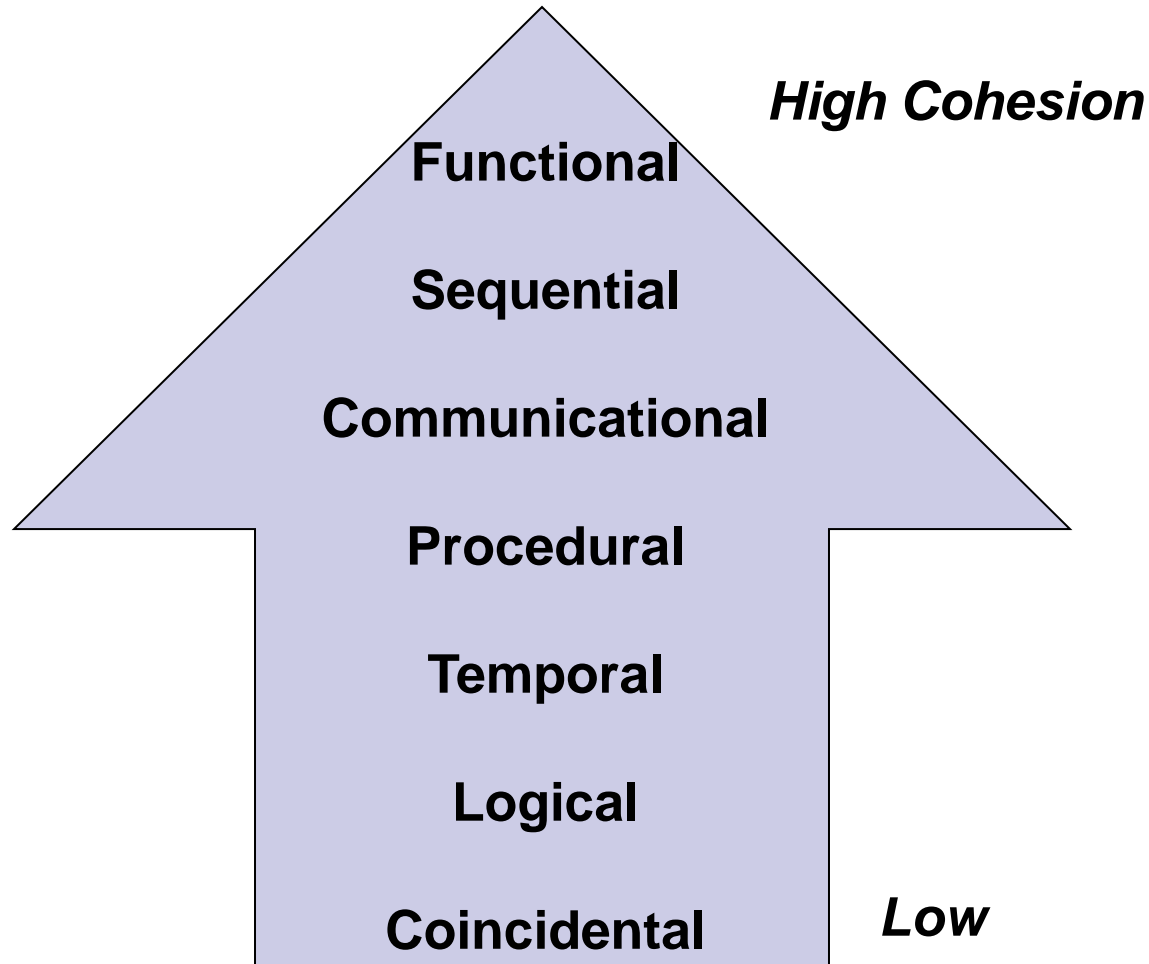 High Cohesion
Functional
Sequential
Communicational
Procedural
Temporal
Logical
Coincidental
Low